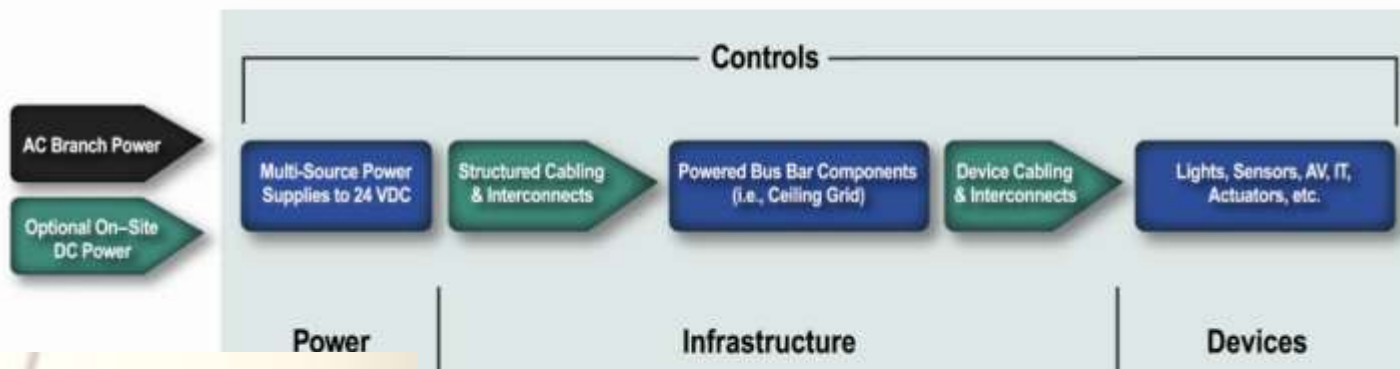 Controls
AC Branch Power
Optional On–Site
DC Power
Multi-Source Power
Supplies to 24 VDC
Structured Cabling
& Interconnects
Powered Bus Bar Components
(i.e., Ceiling Grid)
Device Cabling
& Interconnects
Lights, Sensors, AV, IT,
Actuators, etc.
Power
Infrastructure
Devices